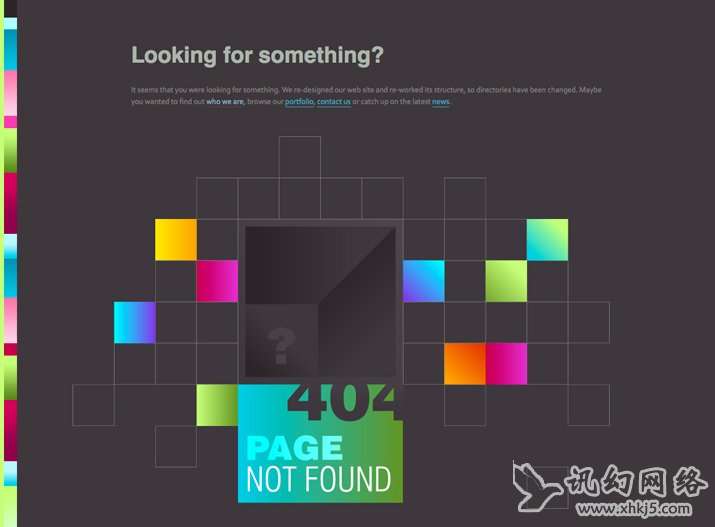 Looking for something?
It seems that you were looking for something. We re-designed our web site and re-worked its structure, so directories have been changed. Maybe
you wanted to find out who we are, browse our portfolio, contact us or catch up on the latest news.
?
404
PAGE
NOT FOUND
讯幻网络
www.xhkj5.com